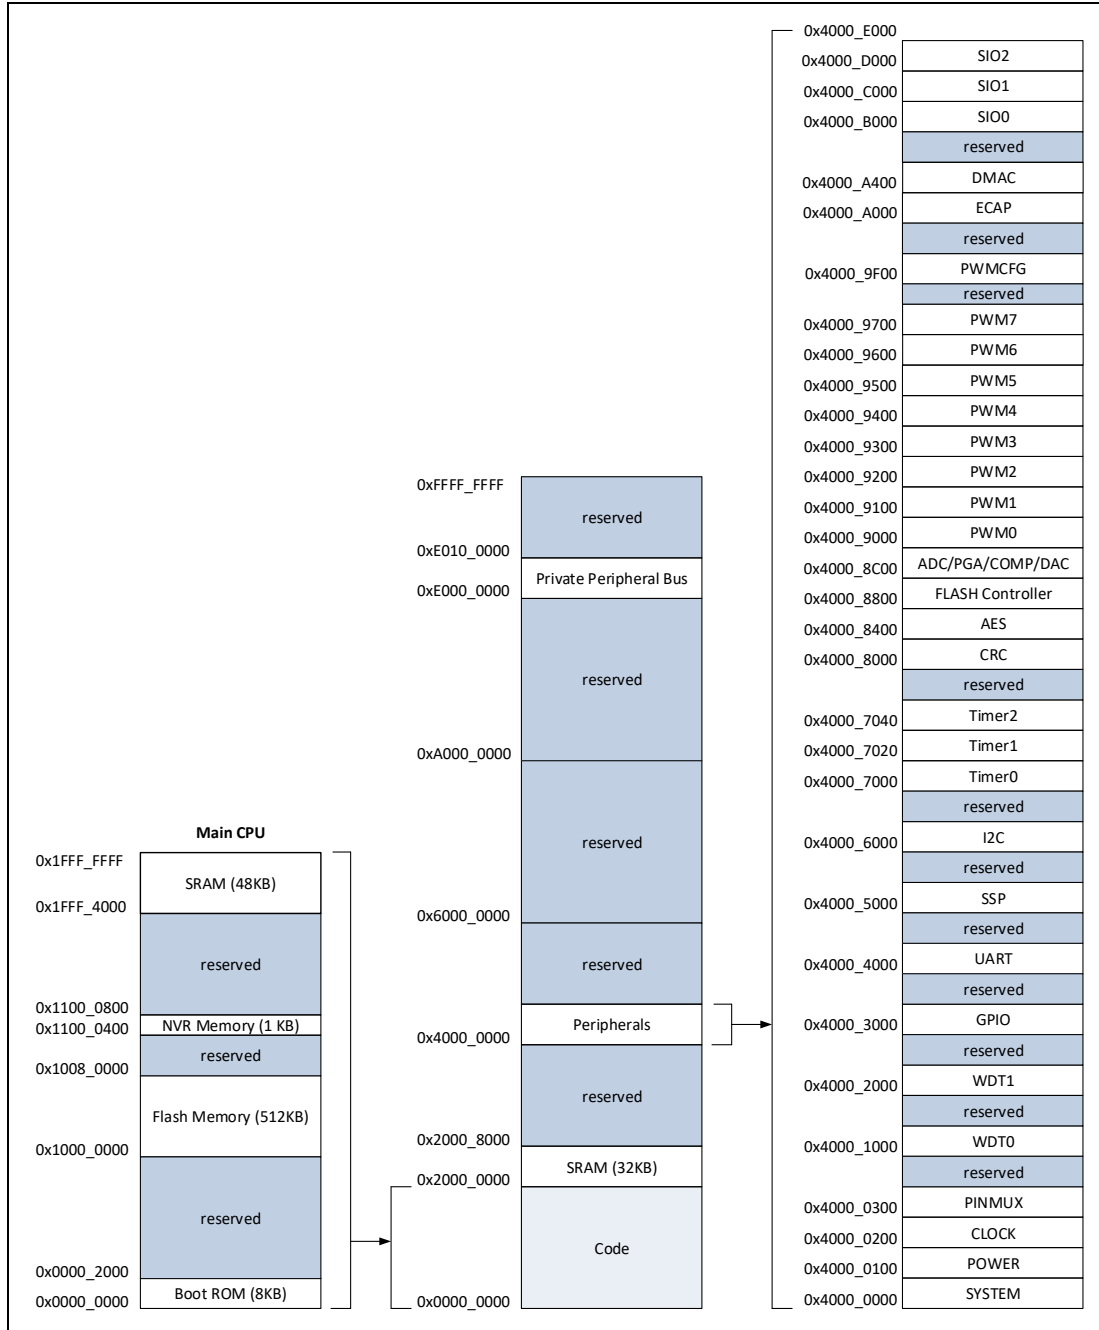 Main CPU
0x1FFF_FFFF
SRAM (48KB)
0x1FFF_4000
reserved
0x1100_0800
NVR Memory (1 KB)
0x1100_0400
reserved
0x1008_0000
Flash Memory (512KB)
0x1000_0000
reserved
0x0000_2000
Boot ROM (8KB)
0x0000_0000
0xFFFF_FFFF
reserved
0xE010_0000
Private Peripheral Bus
0xE000_0000
reserved
0xA000_0000
reserved
0x6000_0000
reserved
Peripherals
0x4000_0000
reserved
0x2000_8000
SRAM (32KB)
0x2000_0000
Code
0x0000_0000
0x4000_E000
SIO2
0x4000_D000
SIO1
0x4000_C000
SIO0
0x4000_B000
reserved
DMAC
0x4000_A400
ECAP
0x4000_A000
reserved
PWMCFG
0x4000_9F00
reserved
PWM7
0x4000_9700
PWM6
0x4000_9600
PWM5
0x4000_9500
PWM4
0x4000_9400
PWM3
0x4000_9300
PWM2
0x4000_9200
PWM1
0x4000_9100
PWM0
0x4000_9000
ADC/PGA/COMP/DAC
0x4000_8C00
FLASH Controller
0x4000_8800
AES
0x4000_8400
CRC
0x4000_8000
reserved
Timer2
0x4000_7040
Timer1
0x4000_7020
Timer0
0x4000_7000
reserved
I2C
0x4000_6000
reserved
SSP
0x4000_5000
reserved
UART
0x4000_4000
reserved
GPIO
0x4000_3000
reserved
WDT1
0x4000_2000
reserved
WDT0
0x4000_1000
reserved
PINMUX
0x4000_0300
CLOCK
0x4000_0200
POWER
0x4000_0100
SYSTEM
0x4000_0000